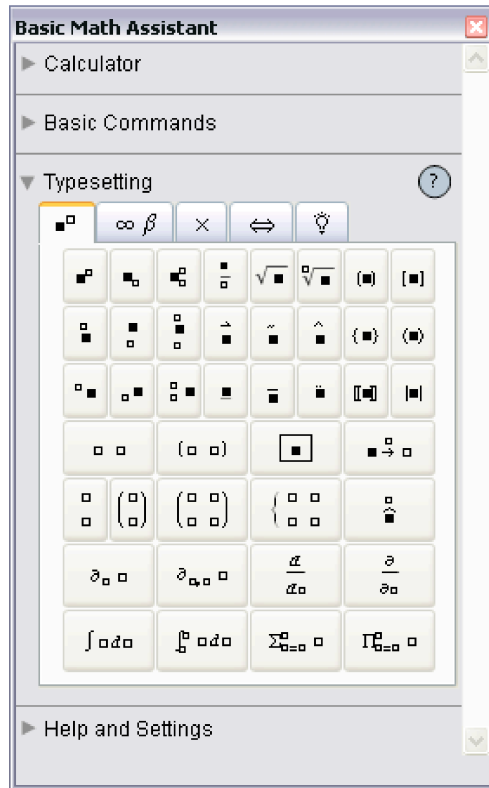 Basic Math Assistant
Calculator
Basic Commands
Typesetting ?
■▫ ∞ β × ⇔
■▫ ■▫ ■▫▫ ■/▫ √■ ▫√■ (■) [■]
{■} ⟨■⟩
⟦■⟧ |■|
▫ ▫ (▫ ▫) ■ ■→▫
∂▫ ▫ ∂▫,▫ ▫ ⅆ/ⅆ▫ ∂/∂▫
∫▫ⅆ▫ ∫▫ ▫ⅆ▫ Σ▫=▫ ▫ Π▫=▫ ▫
Help and Settings